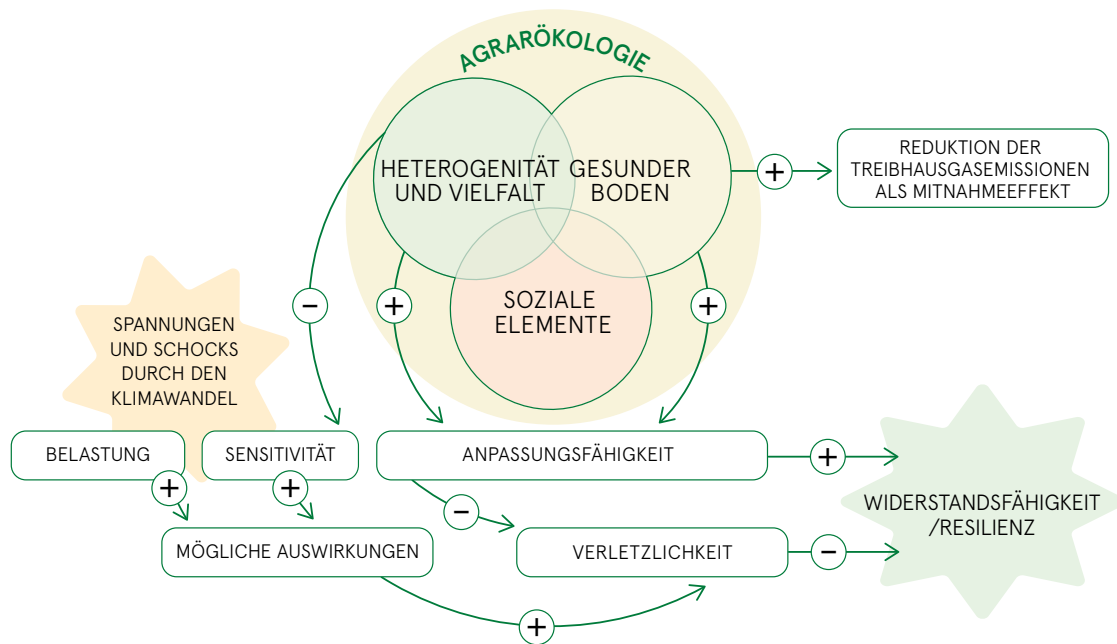 AGRARÖKOLOGIE
HETEROGENITÄT
UND VIELFALT
GESUNDER
BODEN
+
REDUKTION DER
TREIBHAUSGASEMISSIONEN
ALS MITNAHMEEFFEKT
SOZIALE
ELEMENTE
−
+
+
SPANNUNGEN
UND SCHOCKS
DURCH DEN
KLIMAWANDEL
BELASTUNG
SENSITIVITÄT
ANPASSUNGSFÄHIGKEIT
+
+
+
−
WIDERSTANDSFÄHIGKEIT
/RESILIENZ
MÖGLICHE AUSWIRKUNGEN
VERLETZLICHKEIT
−
+